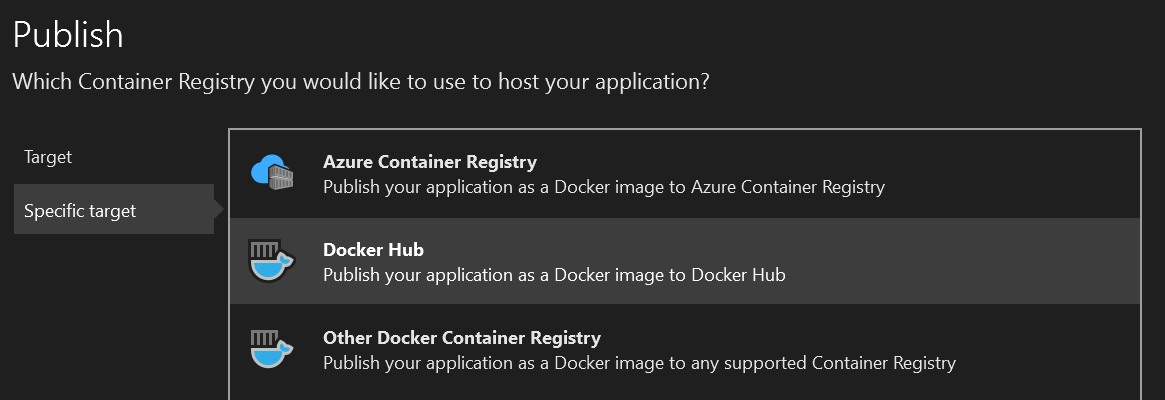 Publish
Which Container Registry you would like to use to host your application?
Target
Specific target
Azure Container Registry
Publish your application as a Docker image to Azure Container Registry
Docker Hub
Publish your application as a Docker image to Docker Hub
Other Docker Container Registry
Publish your application as a Docker image to any supported Container Registry